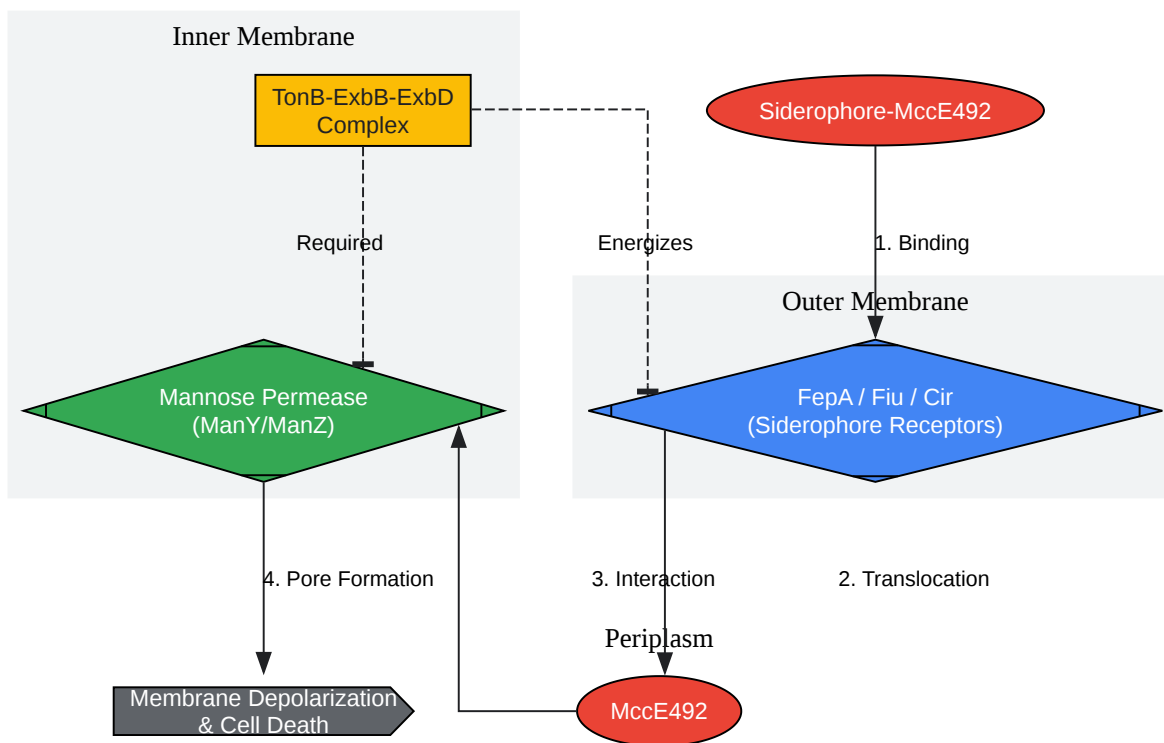 Inner Membrane
TonB-ExbB-ExbD
Complex
Siderophore-MccE492
Required
Energizes
1. Binding
Outer Membrane
Mannose Permease
(ManY/ManZ)
FepA / Fiu / Cir
(Siderophore Receptors)
4. Pore Formation
3. Interaction
2. Translocation
Periplasm
Membrane Depolarization
& Cell Death
MccE492